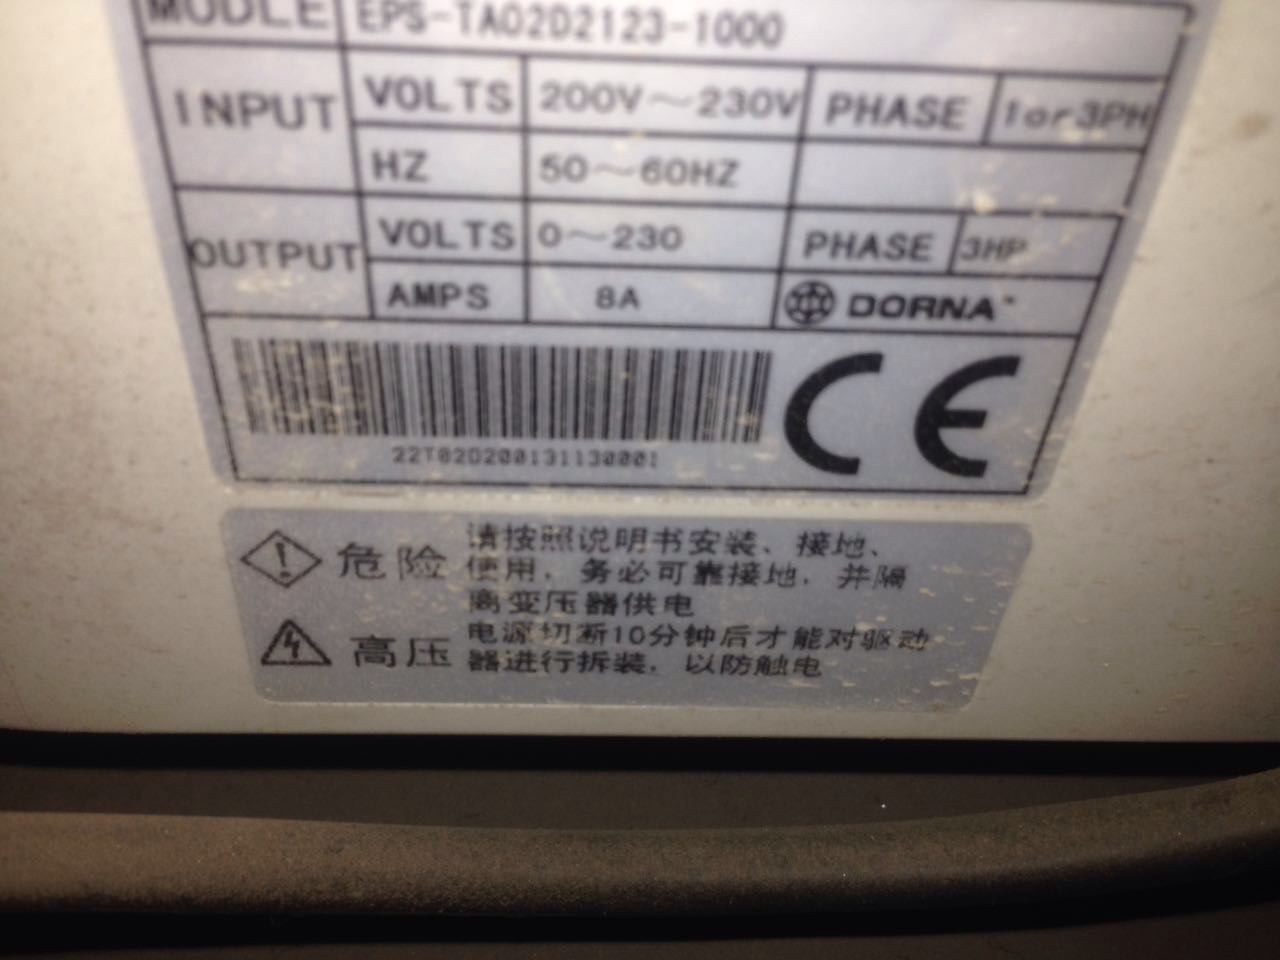 MODLE EPS-TA02D2123-1000
INPUT VOLTS 200V～230V PHASE 1or3PH
HZ 50～60HZ
OUTPUT VOLTS 0～230 PHASE 3HP
AMPS 8A DORNA™
CE
22T02D200131130001
危险 请按照说明书安装、接地、
使用，务必可靠接地，并隔
离变压器供电
高压 电源切断10分钟后才能对驱动
器进行拆装，以防触电